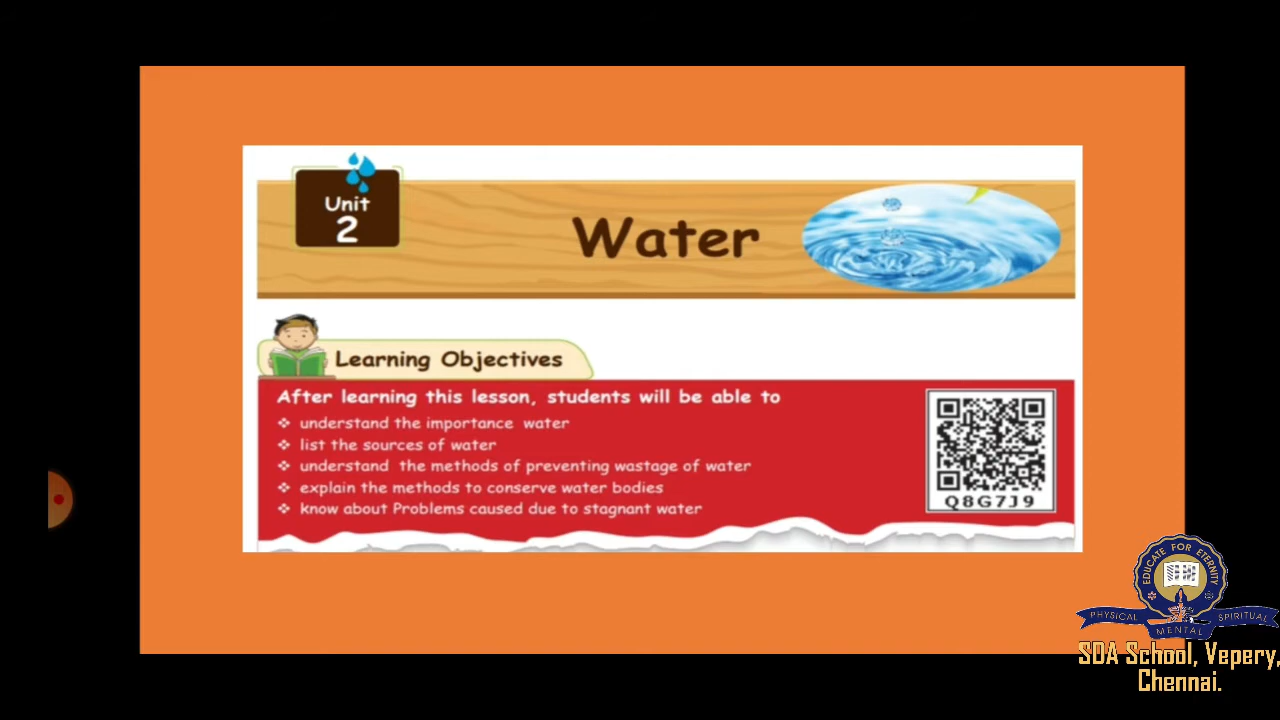 Unit
2
Water
Learning Objectives
After learning this lesson, students will be able to
❖ understand the importance water
❖ list the sources of water
❖ understand the methods of preventing wastage of water
❖ explain the methods to conserve water bodies
❖ know about Problems caused due to stagnant water
Q8G7J9
EDUCATE FOR ETERNITY
PHYSICAL MENTAL SPIRITUAL
SDA School, Vepery,
Chennai.